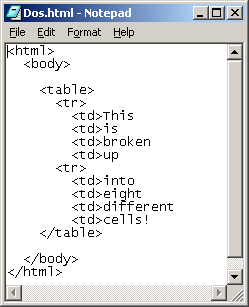 Dos.html - Notepad
File Edit Format Help
<html>
  <body>

    <table>
      <tr>
        <td>This
        <td>is
        <td>broken
        <td>up
      <tr>
        <td>into
        <td>eight
        <td>different
        <td>cells!
    </table>

  </body>
</html>